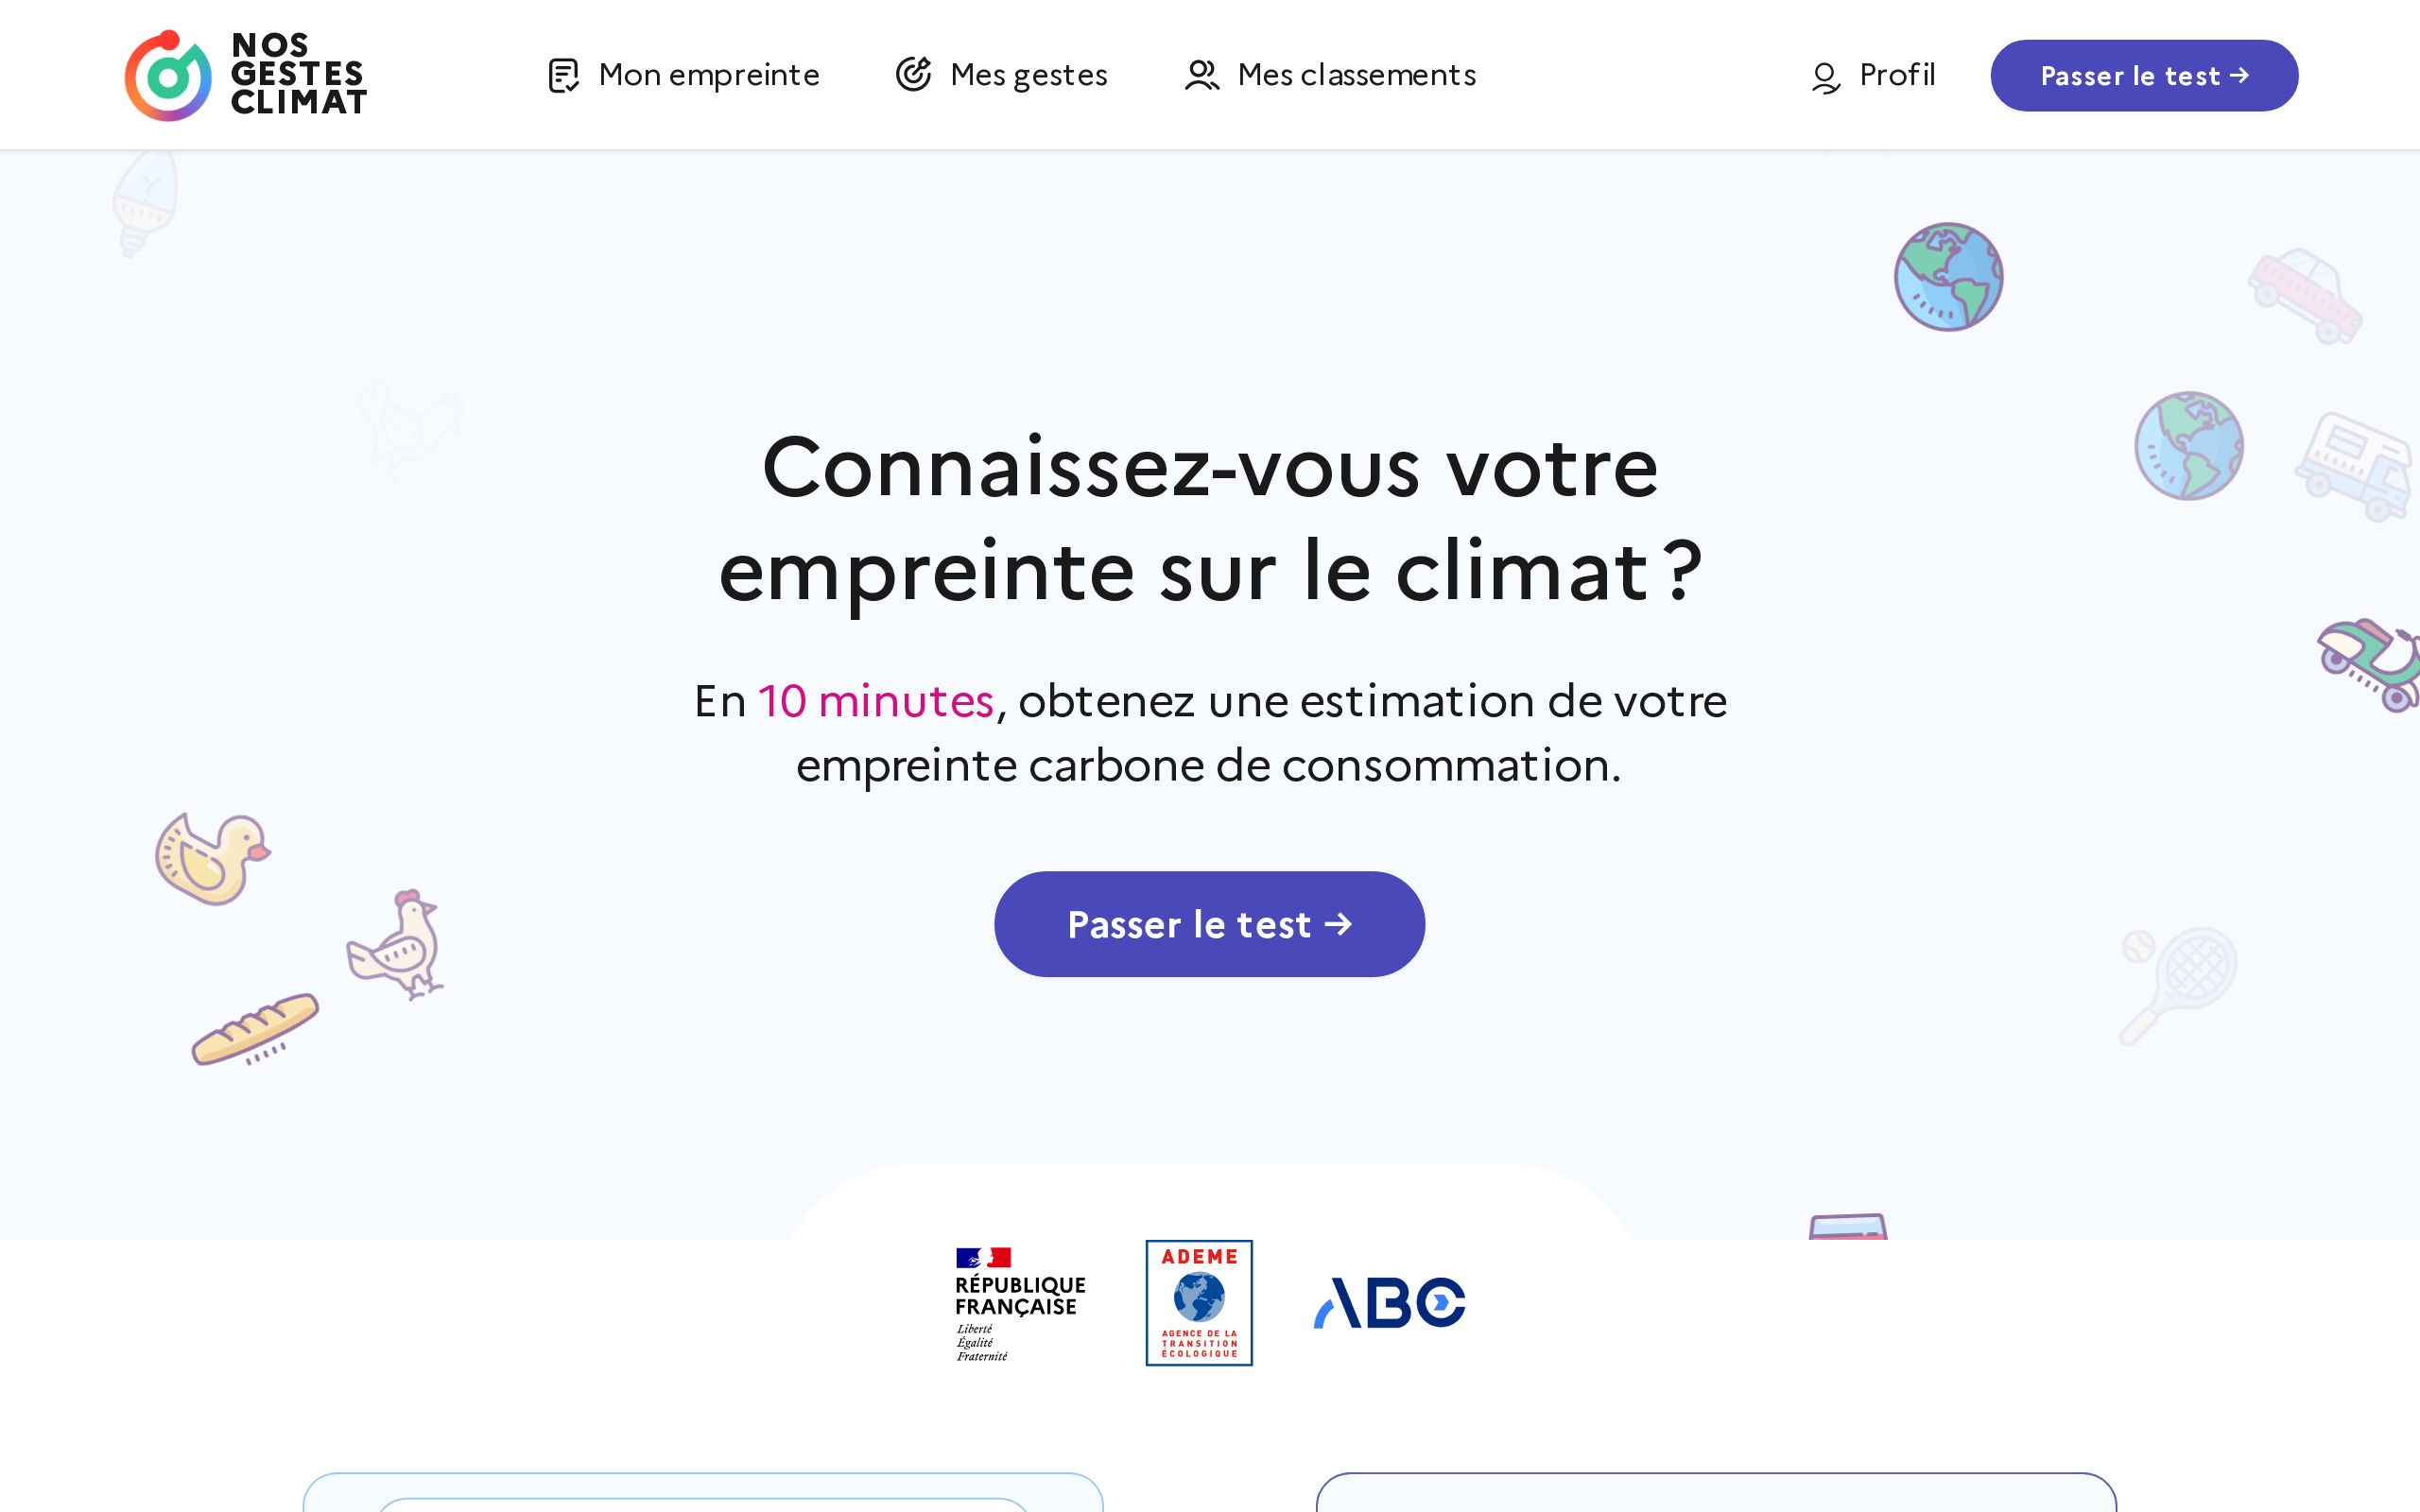 NOS
GESTES
CLIMAT
Mon empreinte
Mes gestes
Mes classements
Profil
Passer le test →
Connaissez-vous votre
empreinte sur le climat ?
En 10 minutes, obtenez une estimation de votre
empreinte carbone de consommation.
Passer le test →
RÉPUBLIQUE
FRANÇAISE
Liberté
Égalité
Fraternité
ADEME
AGENCE DE LA
TRANSITION
ÉCOLOGIQUE
ABC